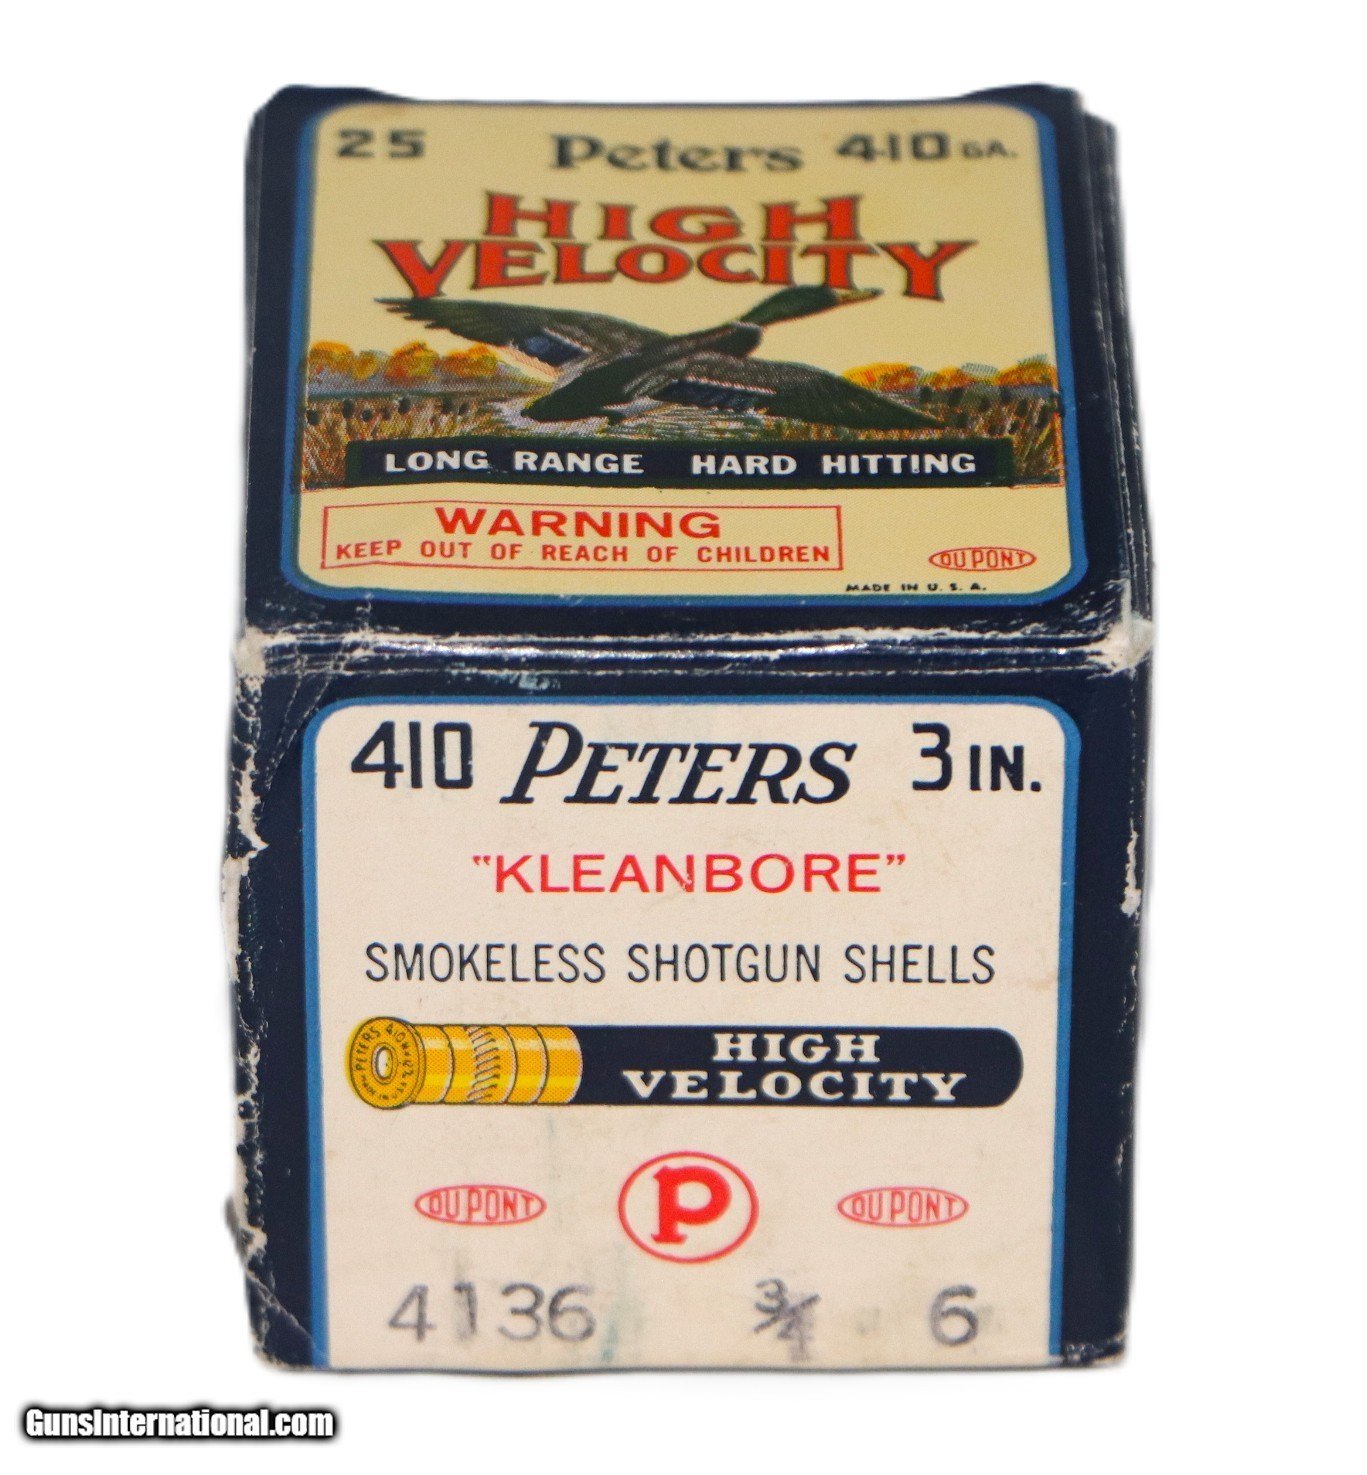 25 Peters 410 GA.
HIGH
VELOCITY
LONG RANGE HARD HITTING
WARNING
KEEP OUT OF REACH OF CHILDREN
DU PONT
MADE IN U. S. A.
410 PETERS 3 IN.
"KLEANBORE"
SMOKELESS SHOTGUN SHELLS
PETERS 410
HIGH
VELOCITY
DU PONT P DU PONT
4136 3/4 6
GunsInternational.com